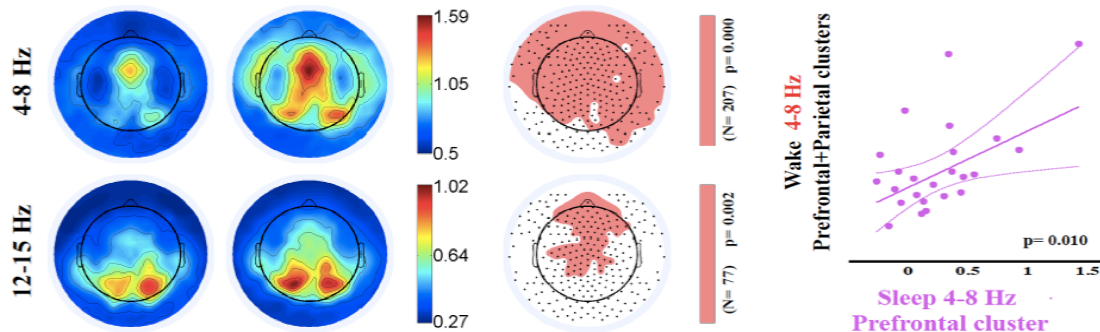 4-8 Hz
1.59
1.05
0.5
(N= 207) p= 0.000
12-15 Hz
1.02
0.64
0.27
(N= 77) p= 0.002
Wake 4-8 Hz
Prefrontal+Parietal clusters
p= 0.010
0 0.5 1 1.5
Sleep 4-8 Hz
Prefrontal cluster